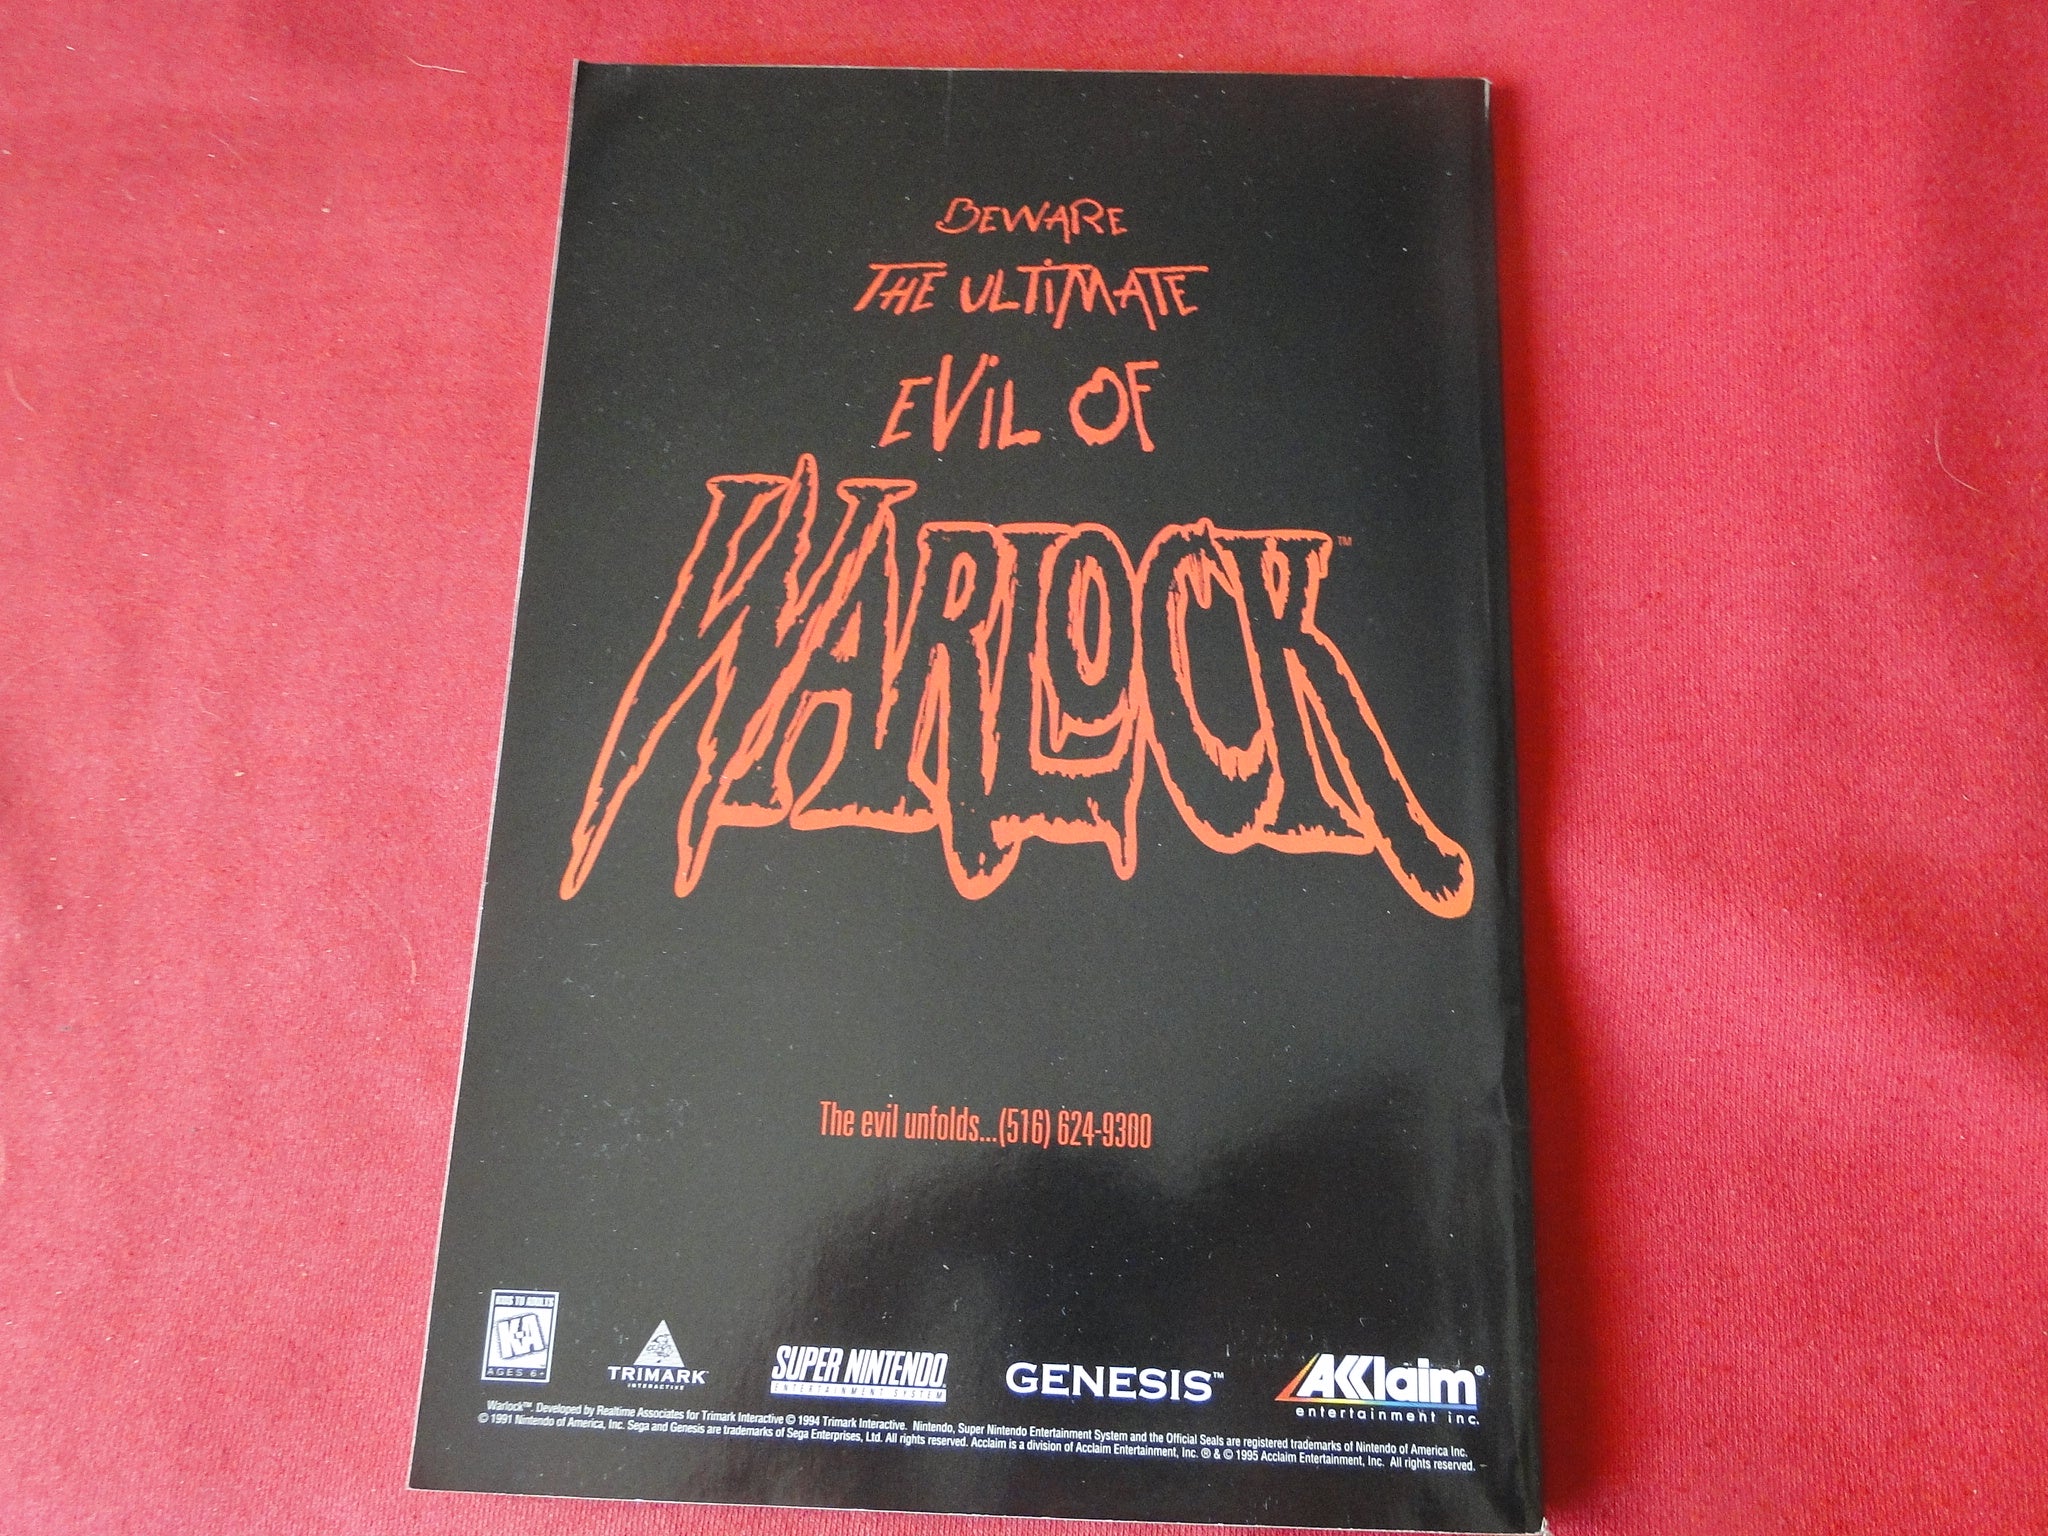 BEWARE
THE ULTiMATE
EViL OF
WARLOCK™
The evil unfolds...(516) 624-9300
KIDS TO ADULTS
K-A
AGES 6+
TRIMARK
INTERACTIVE
SUPER NINTENDO
ENTERTAINMENT SYSTEM
GENESIS™
AKKlaim®
entertainment inc.
Warlock™. Developed by Realtime Associates for Trimark Interactive © 1994 Trimark Interactive. Nintendo, Super Nintendo Entertainment System and the Official Seals are registered trademarks of Nintendo of America Inc.
© 1991 Nintendo of America, Inc. Sega and Genesis are trademarks of Sega Enterprises, Ltd. All rights reserved. Acclaim is a division of Acclaim Entertainment, Inc. ® & © 1995 Acclaim Entertainment, Inc. All rights reserved.